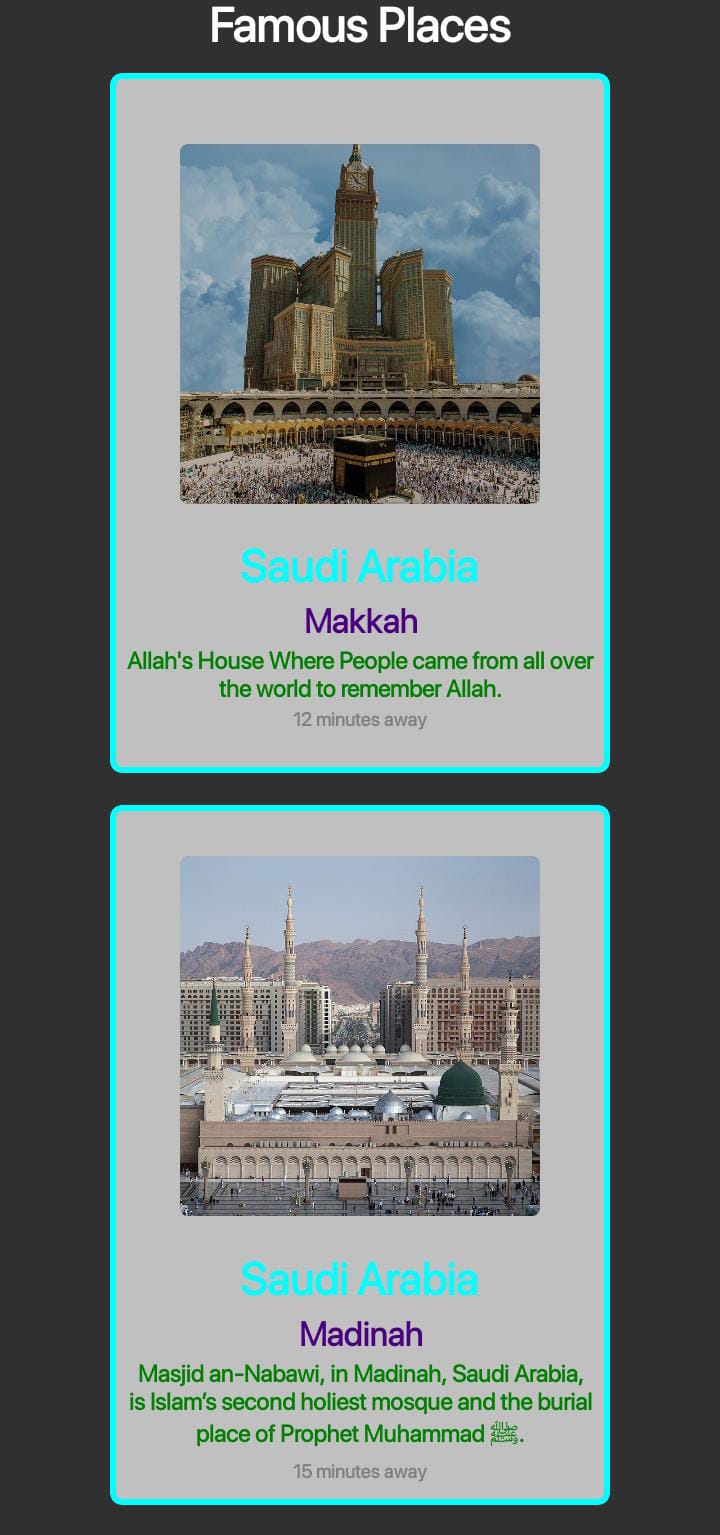 Famous Places
Saudi Arabia
Makkah
Allah's House Where People came from all over
the world to remember Allah.
12 minutes away
Saudi Arabia
Madinah
Masjid an-Nabawi, in Madinah, Saudi Arabia,
is Islam’s second holiest mosque and the burial
place of Prophet Muhammad ﷺ.
15 minutes away